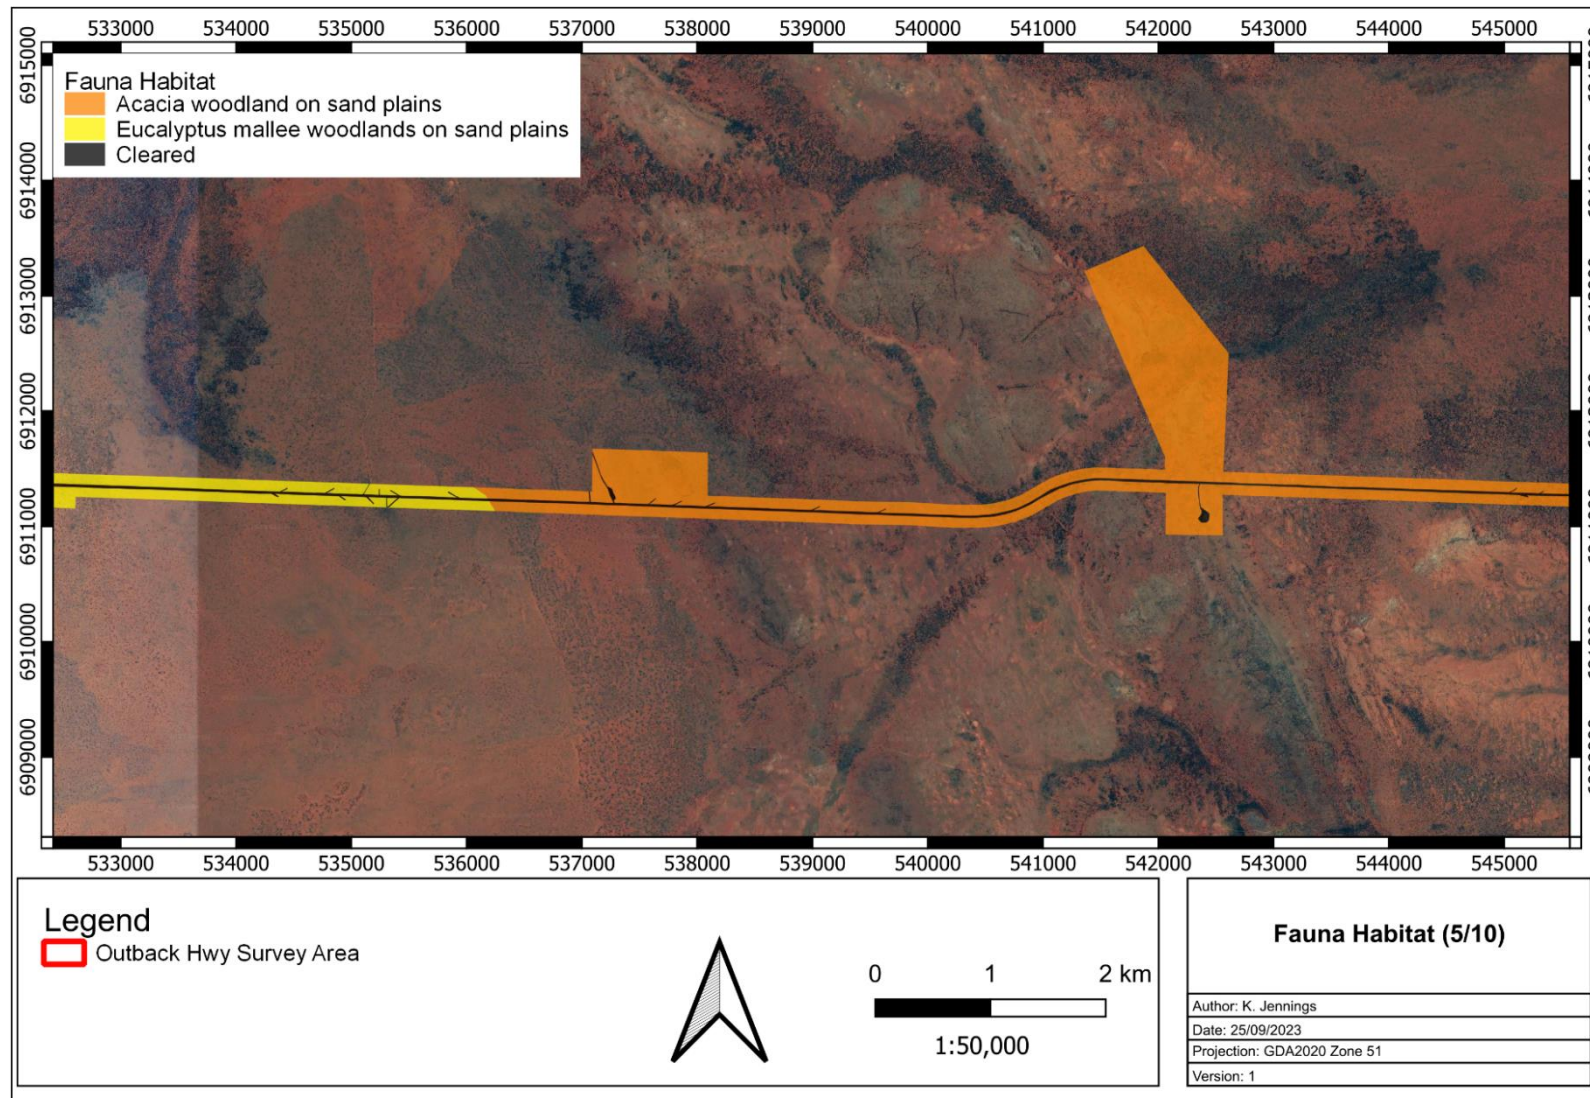 533000 534000 535000 536000 537000 538000 539000 540000 541000 542000 543000 544000 545000
6915000
6914000
6913000
6912000
6911000
6910000
6909000
Fauna Habitat
Acacia woodland on sand plains
Eucalyptus mallee woodlands on sand plains
Cleared
533000 534000 535000 536000 537000 538000 539000 540000 541000 542000 543000 544000 545000
Legend
Outback Hwy Survey Area
0 1 2 km
1:50,000
Fauna Habitat (5/10)
Author: K. Jennings
Date: 25/09/2023
Projection: GDA2020 Zone 51
Version: 1